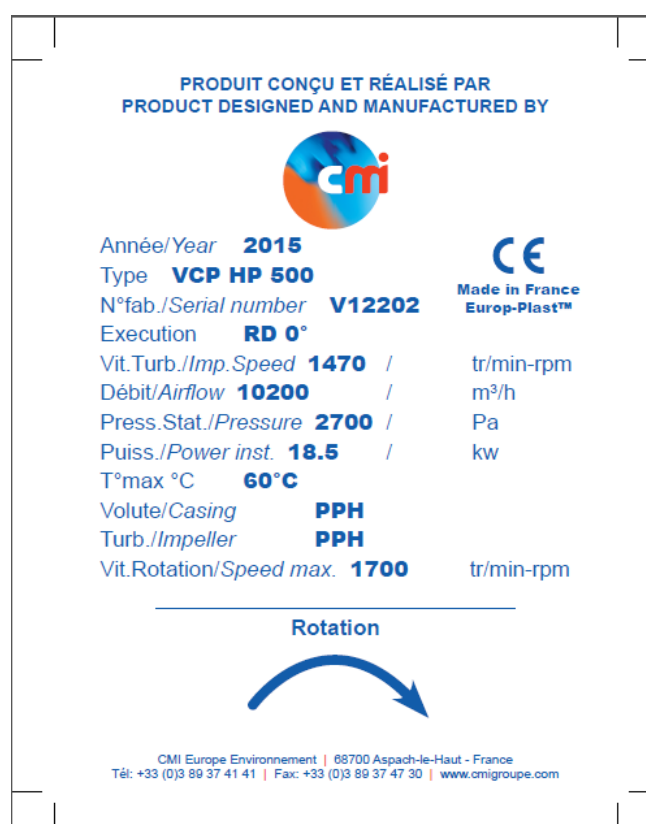 PRODUIT CONÇU ET RÉALISÉ PAR
PRODUCT DESIGNED AND MANUFACTURED BY
cmi
Année/Year 2015
CE
Type VCP HP 500
Made in France
N°fab./Serial number V12202
Europ-Plast™
Execution RD 0°
Vit.Turb./Imp.Speed 1470 / tr/min-rpm
Débit/Airflow 10200 / m³/h
Press.Stat./Pressure 2700 / Pa
Puiss./Power inst. 18.5 / kw
T°max °C 60°C
Volute/Casing PPH
Turb./Impeller PPH
Vit.Rotation/Speed max. 1700 tr/min-rpm
Rotation
CMI Europe Environnement | 68700 Aspach-le-Haut - France
Tél: +33 (0)3 89 37 41 41 | Fax: +33 (0)3 89 37 47 30 | www.cmigroupe.com